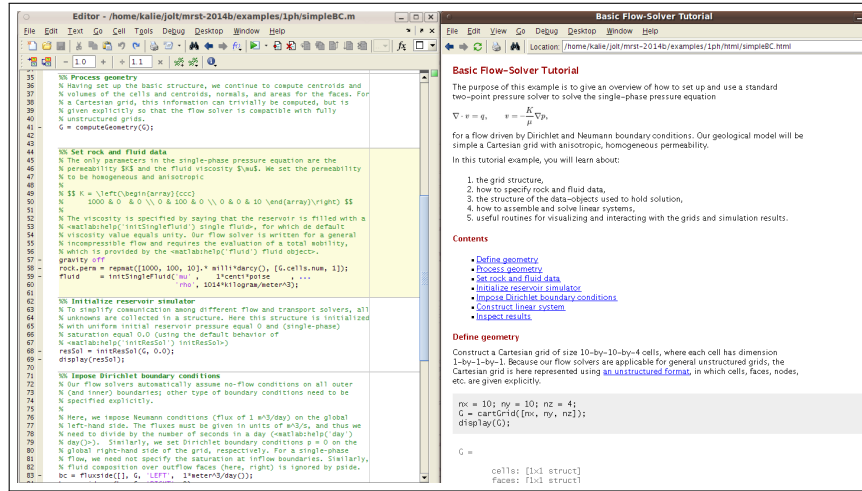 Editor - /home/kalie/jolt/mrst-2014b/examples/1ph/simpleBC.m
File Edit Text Go Cell Tools Debug Desktop Window Help
- 1.0 + ÷ 1.1 ×
35 %% Process geometry
36 % Having set up the basic structure, we continue to compute centroids and
37 % volumes of the cells and centroids, normals, and areas for the faces. For
38 % a Cartesian grid, this information can trivially be computed, but is
39 % given explicitly so that the flow solver is compatible with fully
40 % unstructured grids.
41 - G = computeGeometry(G);
42
43
44 %% Set rock and fluid data
45 % The only parameters in the single-phase pressure equation are the
46 % permeability $K$ and the fluid viscosity $\mu$. We set the permeability
47 % to be homogeneous and anisotropic
48 %
49 % $$ K = \left(\begin{array}{ccc}
50 % 1000 & 0 & 0 \\ 0 & 100 & 0 \\ 0 & 0 & 10 \end{array}\right) $$
51 %
52 % The viscosity is specified by saying that the reservoir is filled with a
53 % <matlab:help('initSinglefluid') single fluid>, for which de default
54 % viscosity value equals unity. Our flow solver is written for a general
55 % incompressible flow and requires the evaluation of a total mobility,
56 % which is provided by the <matlab:help('fluid') fluid object>.
57 - gravity off
58 - rock.perm = repmat([1000, 100, 10].* milli*darcy(), [G.cells.num, 1]);
59 - fluid = initSingleFluid('mu' , 1*centi*poise , ...
60 'rho', 1014*kilogram/meter^3);
61
62 %% Initialize reservoir simulator
63 % To simplify communication among different flow and transport solvers, all
64 % unknowns are collected in a structure. Here this structure is initialized
65 % with uniform initial reservoir pressure equal 0 and (single-phase)
66 % saturation equal 0.0 (using the default behavior of
67 % <matlab:help('initResSol') initResSol>)
68 - resSol = initResSol(G, 0.0);
69 - display(resSol);
70
71 %% Impose Dirichlet boundary conditions
72 % Our flow solvers automatically assume no-flow conditions on all outer
73 % (and inner) boundaries; other type of boundary conditions need to be
74 % specified explicitly.
75 %
76 % Here, we impose Neumann conditions (flux of 1 m^3/day) on the global
77 % left-hand side. The fluxes must be given in units of m^3/s, and thus we
78 % need to divide by the number of seconds in a day (<matlab:help('day')
79 % day()>). Similarly, we set Dirichlet boundary conditions p = 0 on the
80 % global right-hand side of the grid, respectively. For a single-phase
81 % flow, we need not specify the saturation at inflow boundaries. Similarly,
82 % fluid composition over outflow faces (here, right) is ignored by pside.
83 - bc = fluxside([], G, 'LEFT', 1*meter^3/day());
Basic Flow-Solver Tutorial
File Edit View Go Debug Desktop Window Help
Location: /home/kalie/jolt/mrst-2014b/examples/1ph/html/simpleBC.html
Basic Flow-Solver Tutorial
The purpose of this example is to give an overview of how to set up and use a standard
two-point pressure solver to solve the single-phase pressure equation
∇ · v = q, v = −K/μ ∇p,
for a flow driven by Dirichlet and Neumann boundary conditions. Our geological model will be
simple a Cartesian grid with anisotropic, homogeneous permeability.
In this tutorial example, you will learn about:
1. the grid structure,
2. how to specify rock and fluid data,
3. the structure of the data-objects used to hold solution,
4. how to assemble and solve linear systems,
5. useful routines for visualizing and interacting with the grids and simulation results.
Contents
▪ Define geometry
▪ Process geometry
▪ Set rock and fluid data
▪ Initialize reservoir simulator
▪ Impose Dirichlet boundary conditions
▪ Construct linear system
▪ Inspect results
Define geometry
Construct a Cartesian grid of size 10-by-10-by-4 cells, where each cell has dimension
1-by-1-by-1. Because our flow solvers are applicable for general unstructured grids, the
Cartesian grid is here represented using an unstructured format, in which cells, faces, nodes,
etc. are given explicitly.
nx = 10; ny = 10; nz = 4;
G = cartGrid([nx, ny, nz]);
display(G);
G =
cells: [1x1 struct]
faces: [1x1 struct]